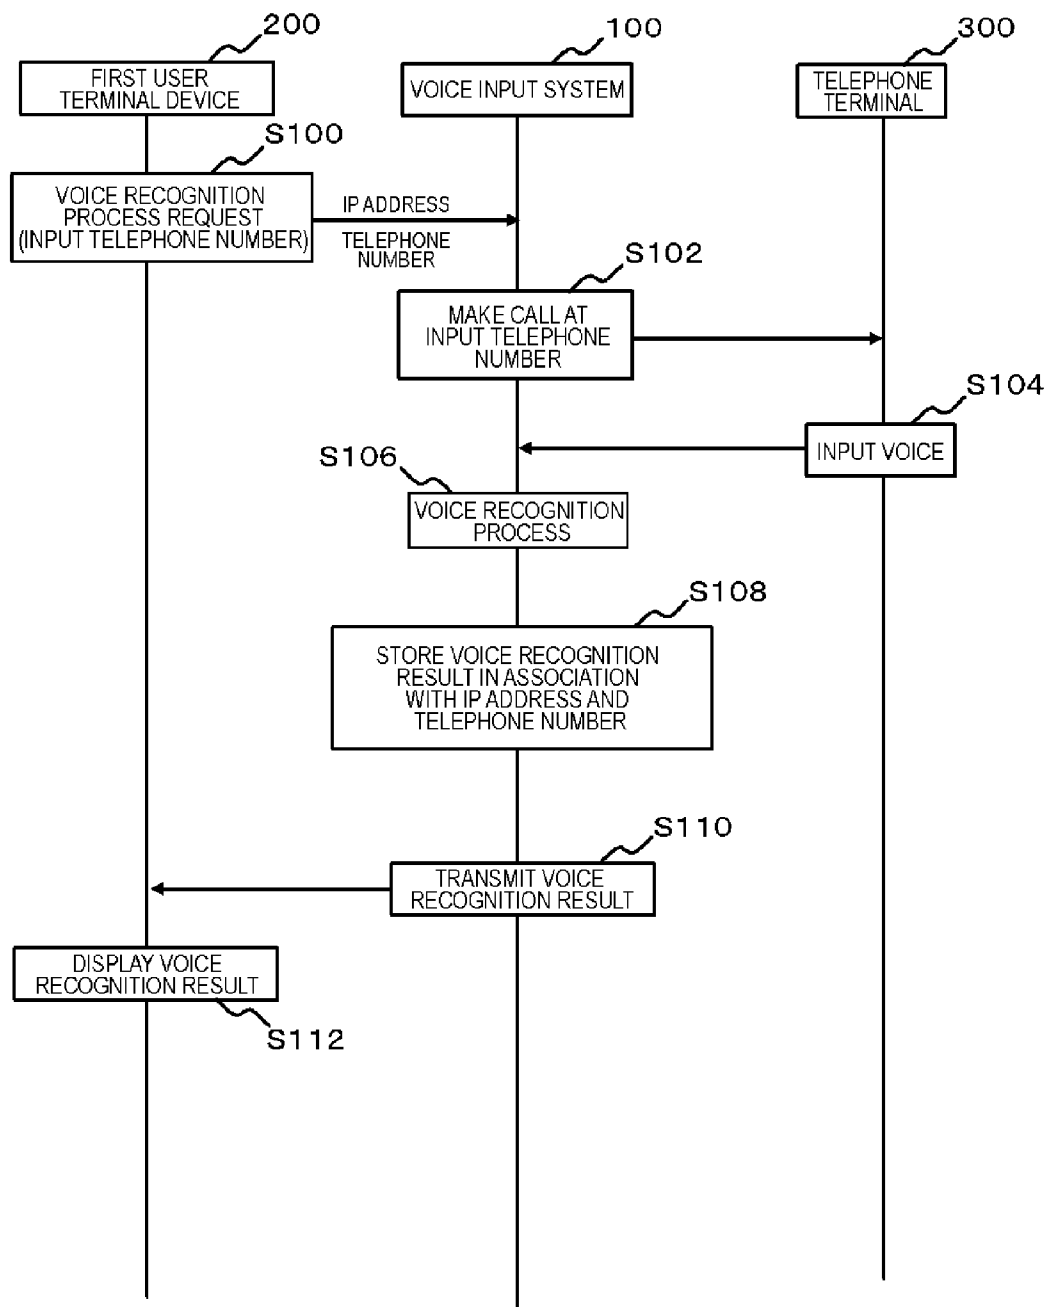 200
100
300
FIRST USER
TERMINAL DEVICE
VOICE INPUT SYSTEM
TELEPHONE
TERMINAL
S100
VOICE RECOGNITION
PROCESS REQUEST
(INPUT TELEPHONE NUMBER)
IP ADDRESS
TELEPHONE
NUMBER
S102
MAKE CALL AT
INPUT TELEPHONE
NUMBER
S104
INPUT VOICE
S106
VOICE RECOGNITION
PROCESS
S108
STORE VOICE RECOGNITION
RESULT IN ASSOCIATION
WITH IP ADDRESS AND
TELEPHONE NUMBER
S110
TRANSMIT VOICE
RECOGNITION RESULT
DISPLAY VOICE
RECOGNITION RESULT
S112